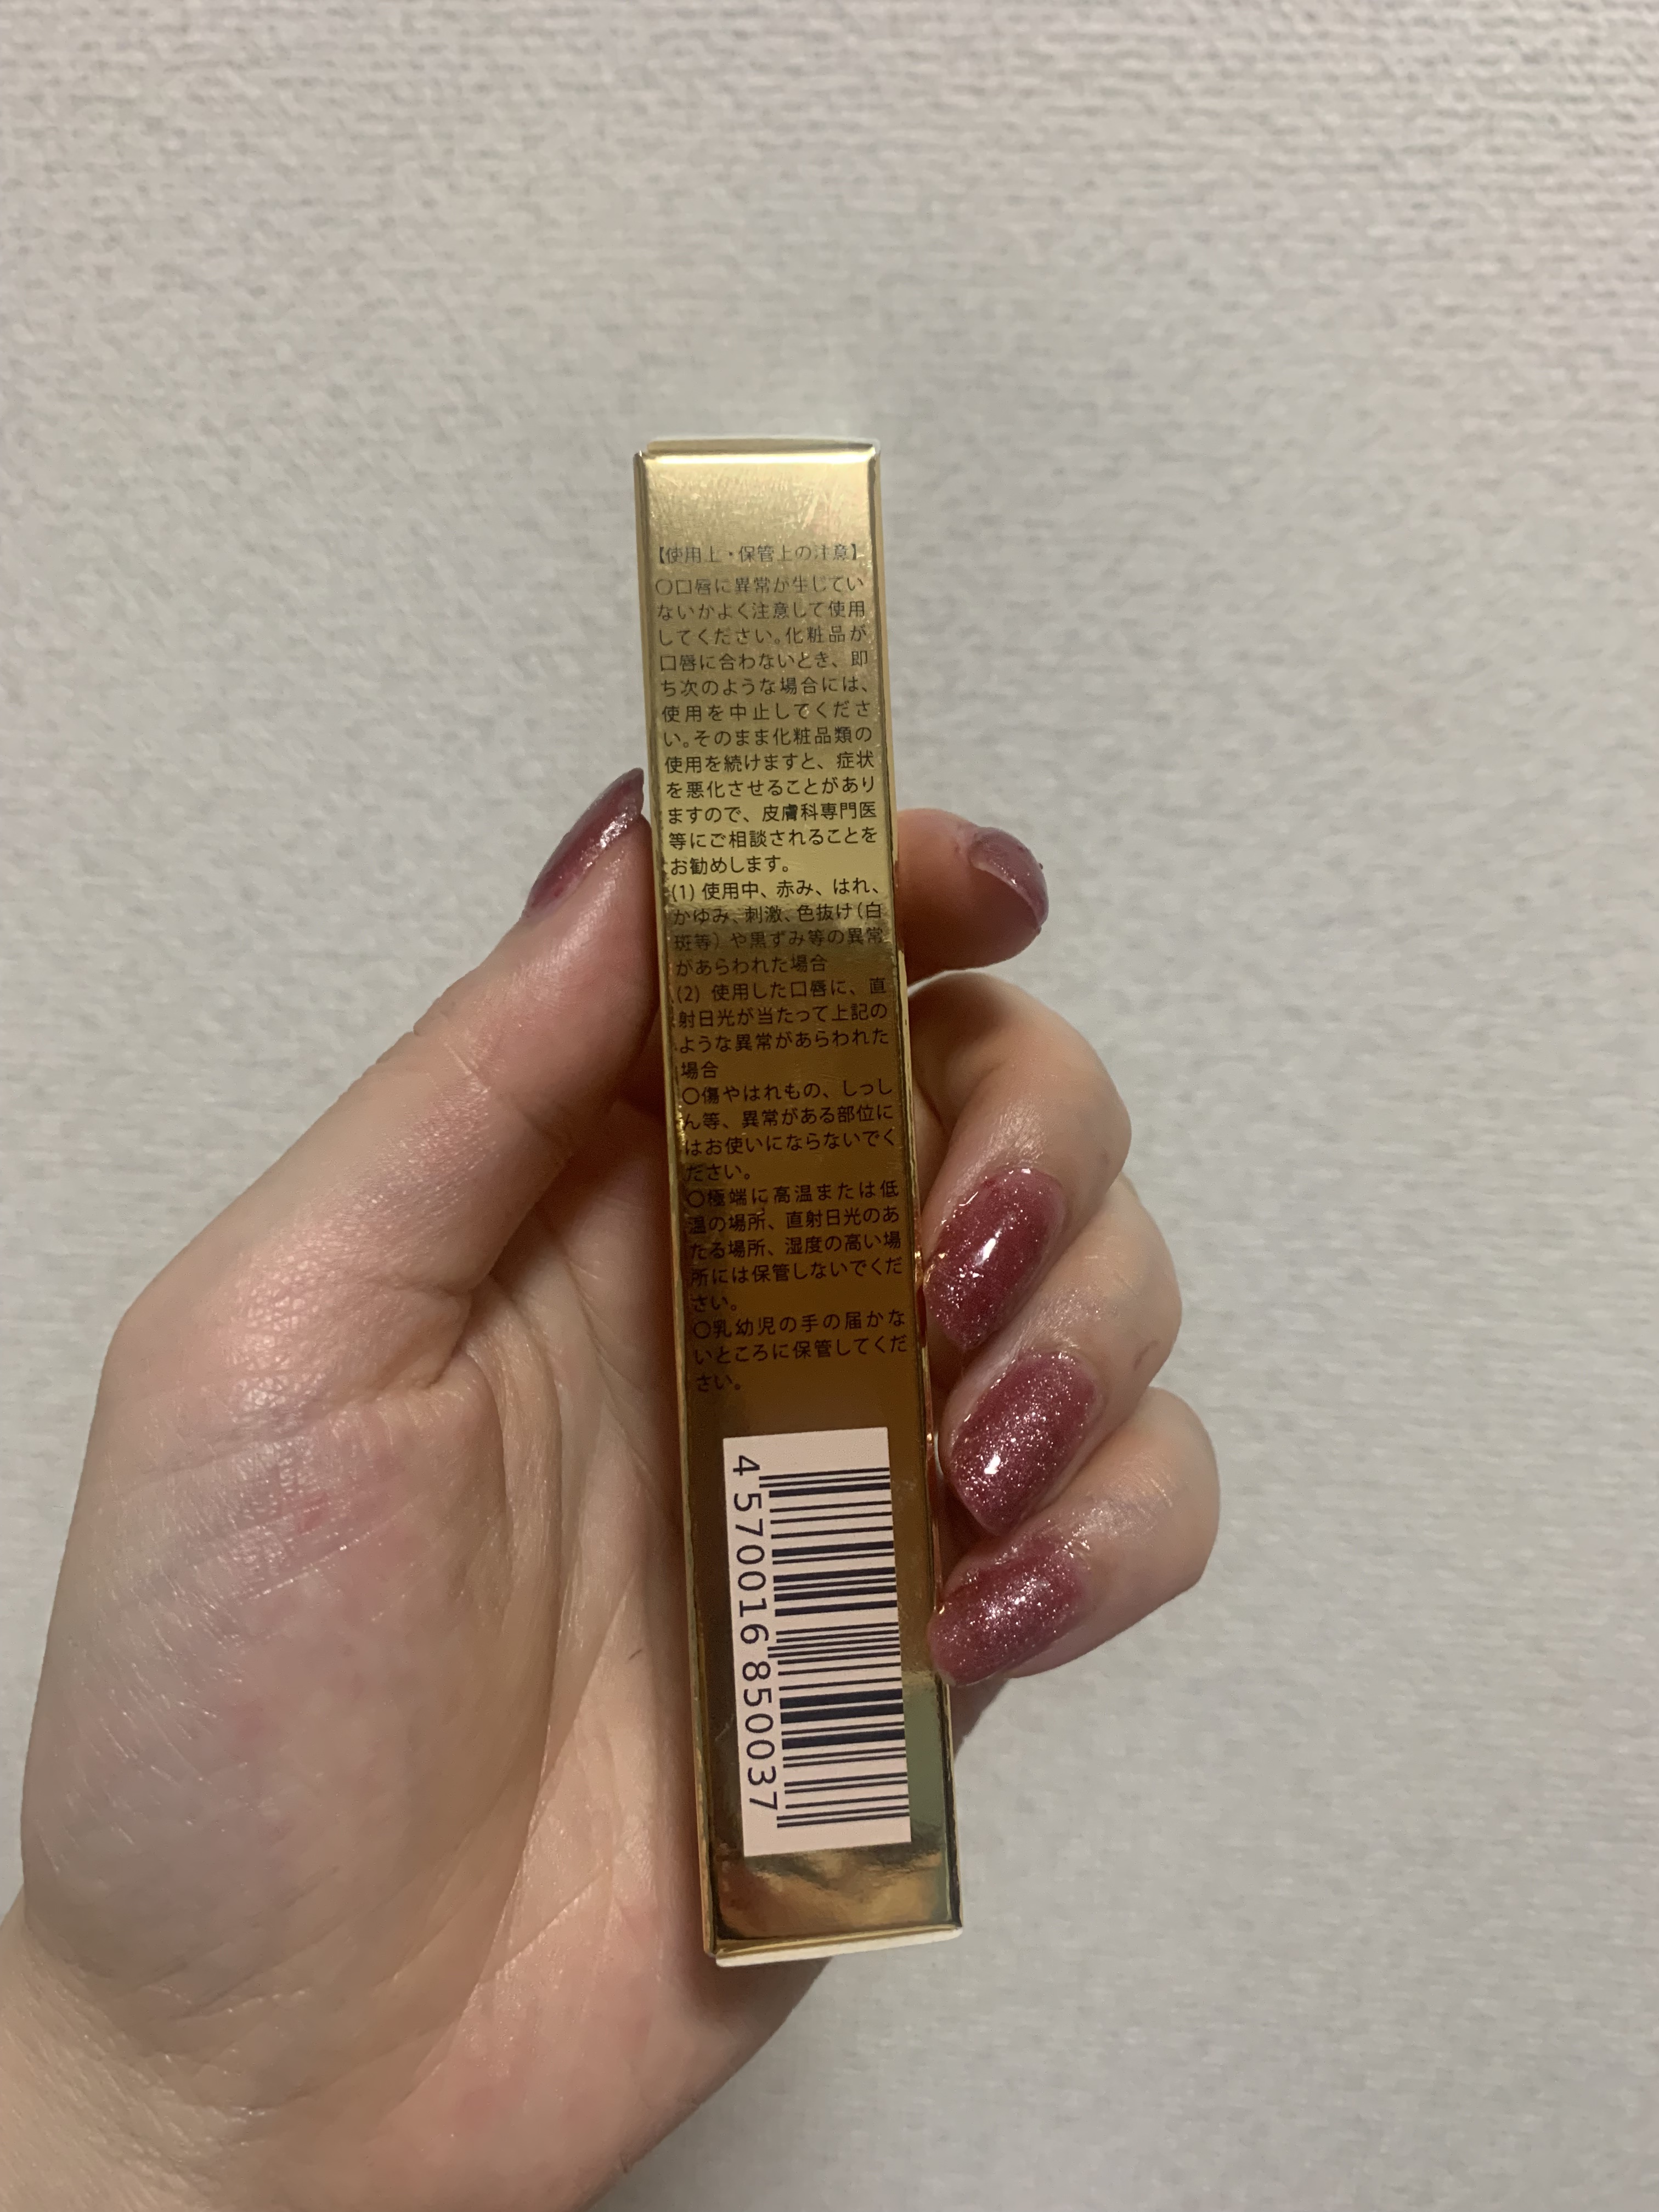 【使用上・保管上の注意】
〇口唇に異常が生じてい
ないかよく注意して使用
してください。化粧品が
口唇に合わないとき、即
ち次のような場合には、
使用を中止してくださ
い。そのまま化粧品類の
使用を続けますと、症状
を悪化させることがあり
ますので、皮膚科専門医
等にご相談されることを
お勧めします。
(1) 使用中、赤み、はれ、
かゆみ、刺激、色抜け（白
斑等）や黒ずみ等の異常
があらわれた場合
(2) 使用した口唇に、直
射日光が当たって上記の
ような異常があらわれた
場合
〇傷やはれもの、しっし
ん等、異常がある部位に
はお使いにならないでく
ださい。
〇極端に高温または低
温の場所、直射日光のあ
たる場所、湿度の高い場
所には保管しないでくだ
さい。
〇乳幼児の手の届かな
いところに保管してくだ
さい。
4 570016 850037